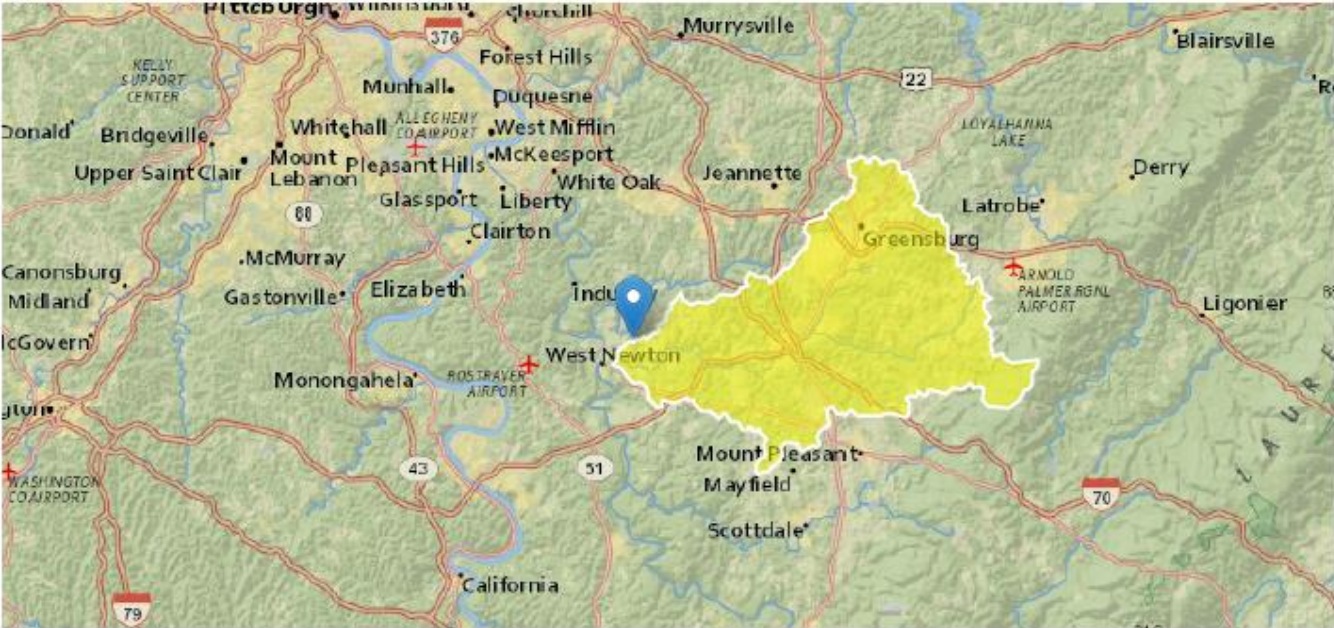 Pittsburgh
Churchill
376
Murrysville
Blairsville
Forest Hills
KELLY
SUPPORT
CENTER
22
Munhall
Duquesne
ALLEGHENY
CO AIRPORT
Donald
Bridgeville
Whitehall
West Mifflin
LOYALHANNA
LAKE
McKeesport
Mount
Lebanon
Pleasant Hills
Upper Saint Clair
White Oak
Jeannette
Derry
Glassport
Liberty
Latrobe
88
Clairton
Greensburg
McMurray
Canonsburg
Midland
Gastonville
Elizabeth
ARNOLD
PALMER RGNL
AIRPORT
Ligonier
McGovern
West Newton
ROSTRAVER
AIRPORT
Monongahela
Mount Pleasant
43
51
Mayfield
WASHINGTON
CO AIRPORT
70
Scottdale
California
79